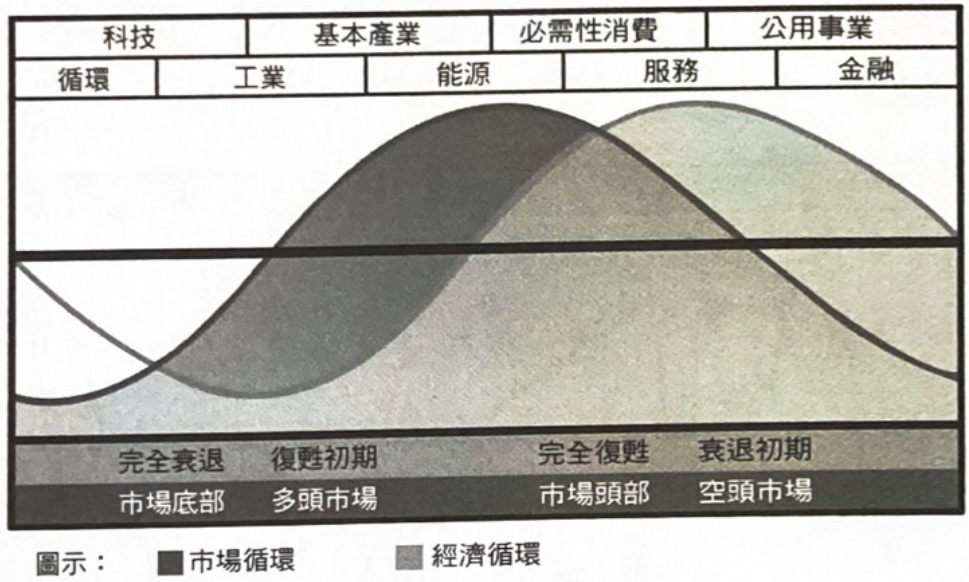 科技 基本產業 必需性消費 公用事業
循環 工業 能源 服務 金融
完全衰退 復甦初期 完全復甦 衰退初期
市場底部 多頭市場 市場頭部 空頭市場
圖示： 市場循環 經濟循環